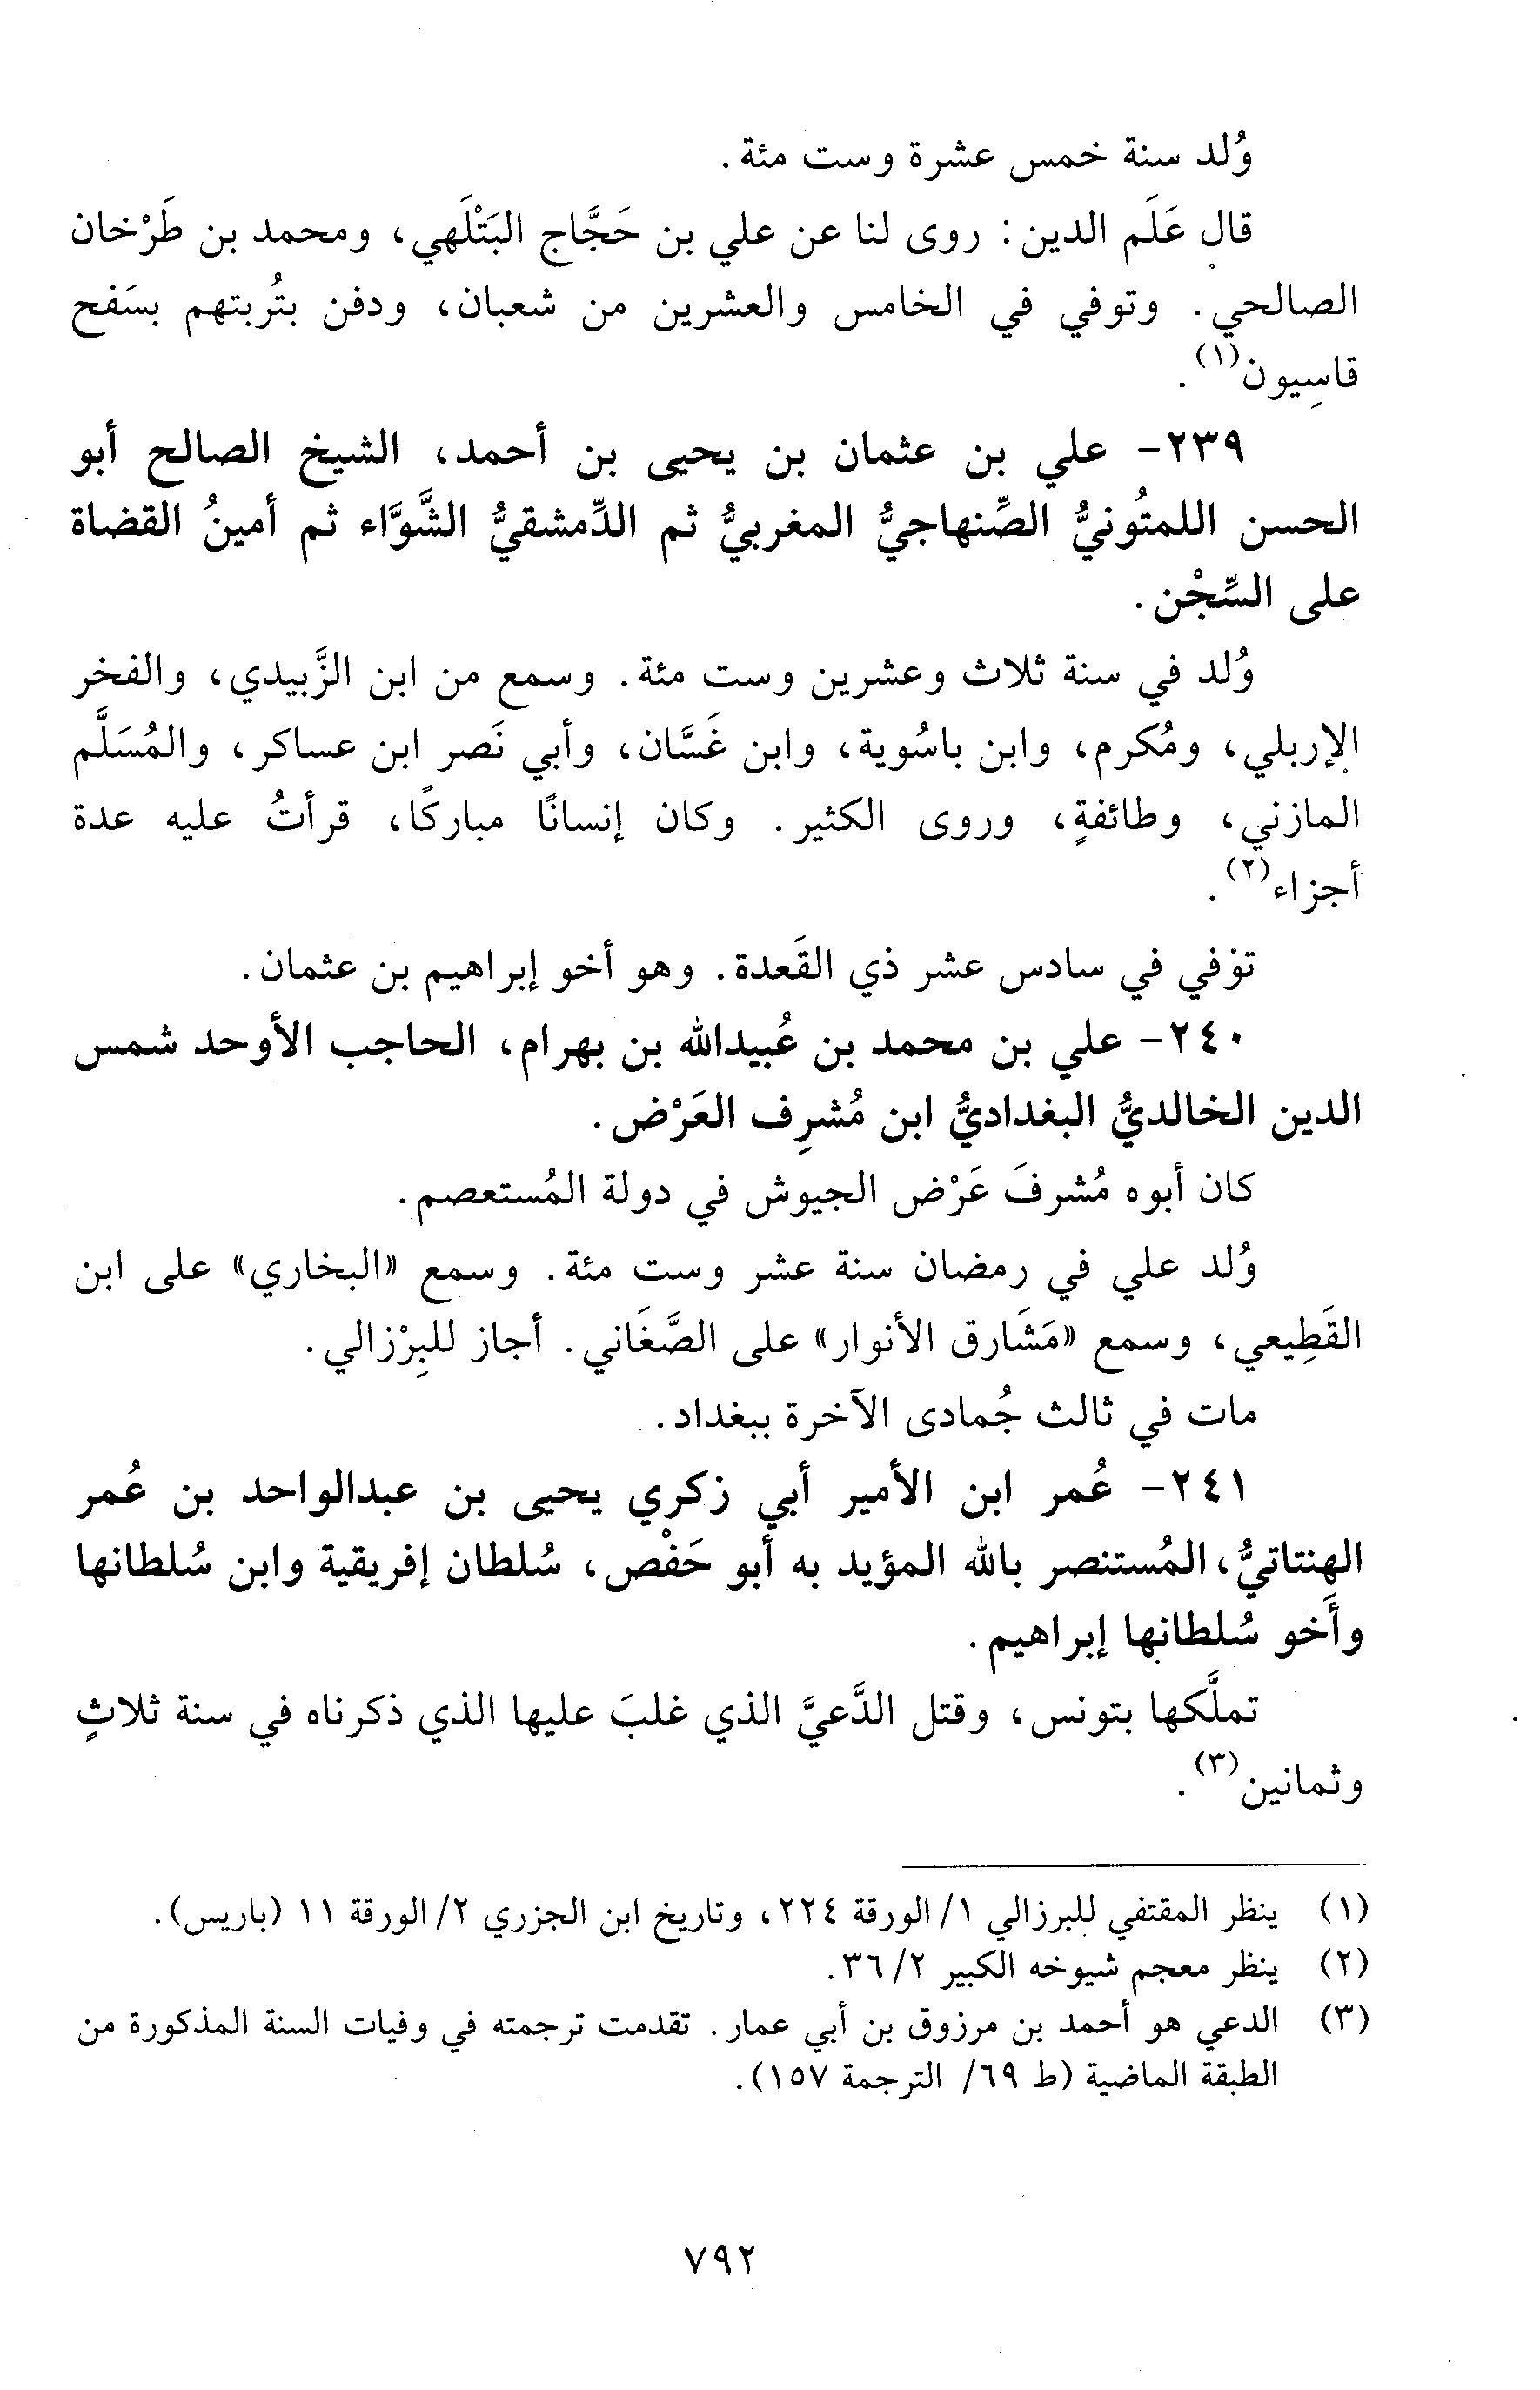 وُلد سنة خمس عشرة وست مئة.
قال عَلَم الدين: روى لنا عن علي بن حَجَّاج البَتْلَهي، ومحمد بن طَرْخان
الصالحي. وتوفي في الخامس والعشرين من شعبان، ودفن بتُربتهم بسَفح
قاسِيون(١).
٢٣٩- علي بن عثمان بن يحيى بن أحمد، الشيخ الصالح أبو
الحسن اللمتُونيُّ الصِّنهاجيُّ المغربيُّ ثم الدِّمشقيُّ الشَّوَّاء ثم أمينُ القضاة
على السِّجْن.
وُلد في سنة ثلاث وعشرين وست مئة. وسمع من ابن الزَّبيدي، والفخر
الإربلي، ومُكرم، وابن باسُوية، وابن غَسَّان، وأبي نَصر ابن عساكر، والمُسَلَّم
المازني، وطائفةٍ، وروى الكثير. وكان إنسانًا مباركًا، قرأتُ عليه عدة
أجزاء(٢).
توفي في سادس عشر ذي القَعدة. وهو أخو إبراهيم بن عثمان.
٢٤٠- علي بن محمد بن عُبيدالله بن بهرام، الحاجب الأوحد شمس
الدين الخالديُّ البغداديُّ ابن مُشرِف العَرْض.
كان أبوه مُشرفَ عَرْض الجيوش في دولة المُستعصم.
وُلد علي في رمضان سنة عشر وست مئة. وسمع «البخاري» على ابن
القَطِيعي، وسمع «مَشَارق الأنوار» على الصَّغَاني. أجاز للبِرْزالي.
مات في ثالث جُمادى الآخرة ببغداد.
٢٤١- عُمر ابن الأمير أبي زكري يحيى بن عبدالواحد بن عُمر
الهنتاتيُّ، المُستنصر بالله المؤيد به أبو حَفْص، سُلطان إفريقية وابن سُلطانها
وأَخو سُلطانها إبراهيم.
تملَّكها بتونس، وقتل الدَّعيَّ الذي غلبَ عليها الذي ذكرناه في سنة ثلاثٍ
وثمانين(٣).
(١) ينظر المقتفي للبرزالي ١/ الورقة ٢٢٤، وتاريخ ابن الجزري ٢/ الورقة ١١ (باريس).
(٢) ينظر معجم شيوخه الكبير ٢/ ٣٦.
(٣) الدعي هو أحمد بن مرزوق بن أبي عمار. تقدمت ترجمته في وفيات السنة المذكورة من
الطبقة الماضية (ط ٦٩/ الترجمة ١٥٧).
٧٩٢